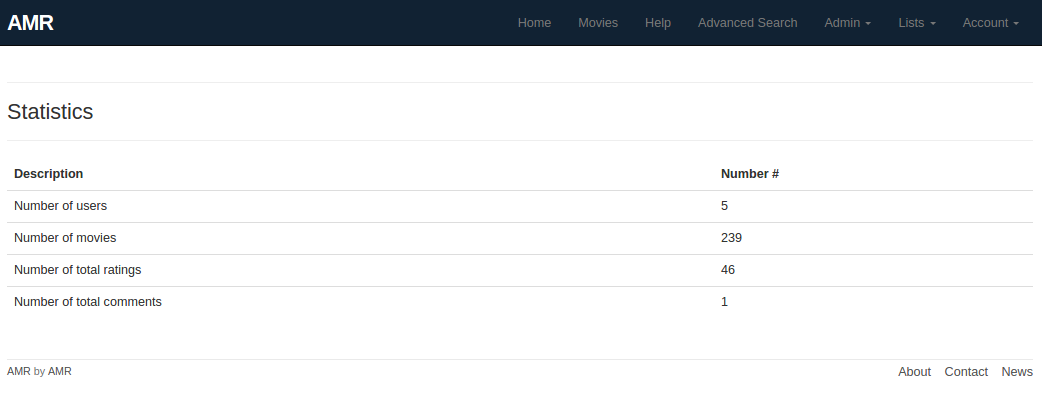 AMR Home Movies Help Advanced Search Admin Lists Account
Statistics
Description Number #
Number of users 5
Number of movies 239
Number of total ratings 46
Number of total comments 1
AMR by AMR About Contact News